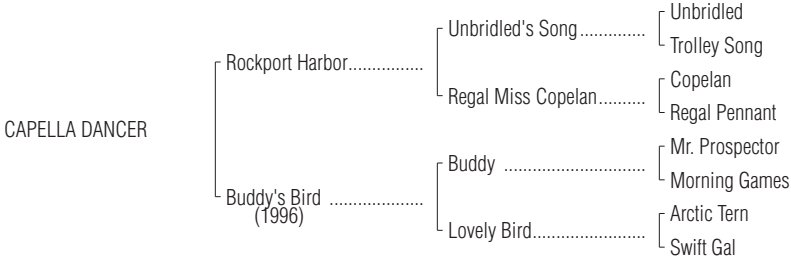 Unbridled
Unbridled's Song..............
Trolley Song
Rockport Harbor................
Copelan
Regal Miss Copelan..........
Regal Pennant
CAPELLA DANCER
Mr. Prospector
Buddy ..............................
Morning Games
Buddy's Bird ....................
(1996)
Arctic Tern
Lovely Bird........................
Swift Gal